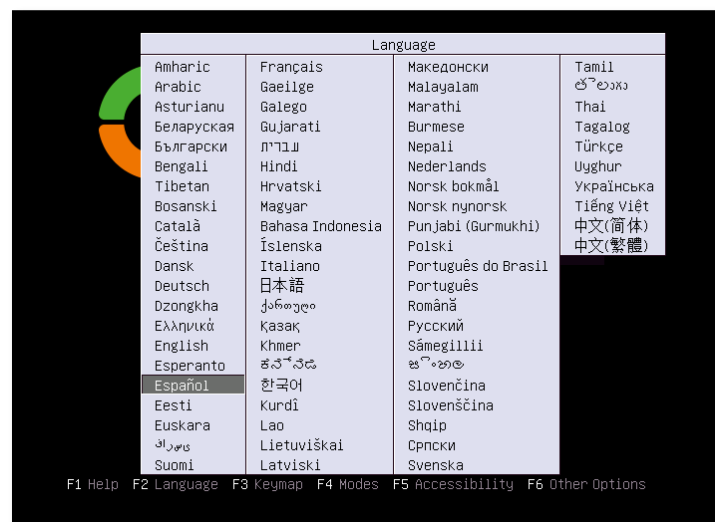 Language
Amharic
Arabic
Asturianu
Беларуская
Български
Bengali
Tibetan
Bosanski
Català
Čeština
Dansk
Deutsch
Dzongkha
Ελληνικά
English
Esperanto
Español
Eesti
Euskara
ﻰﺳﺭﺎﻓ
Suomi
Français
Gaeilge
Galego
Gujarati
עברית
Hindi
Hrvatski
Magyar
Bahasa Indonesia
Íslenska
Italiano
日本語
ქართული
Қазақ
Khmer
ಕನ್ನಡ
한국어
Kurdî
Lao
Lietuviškai
Latviski
Македонски
Malayalam
Marathi
Burmese
Nepali
Nederlands
Norsk bokmål
Norsk nynorsk
Punjabi (Gurmukhi)
Polski
Português do Brasil
Português
Română
Русский
Sámegillii
සිංහල
Slovenčina
Slovenščina
Shqip
Српски
Svenska
Tamil
తెలుగు
Thai
Tagalog
Türkçe
Uyghur
Українська
Tiếng Việt
中文(简体)
中文(繁體)
F1 Help F2 Language F3 Keymap F4 Modes F5 Accessibility F6 Other Options